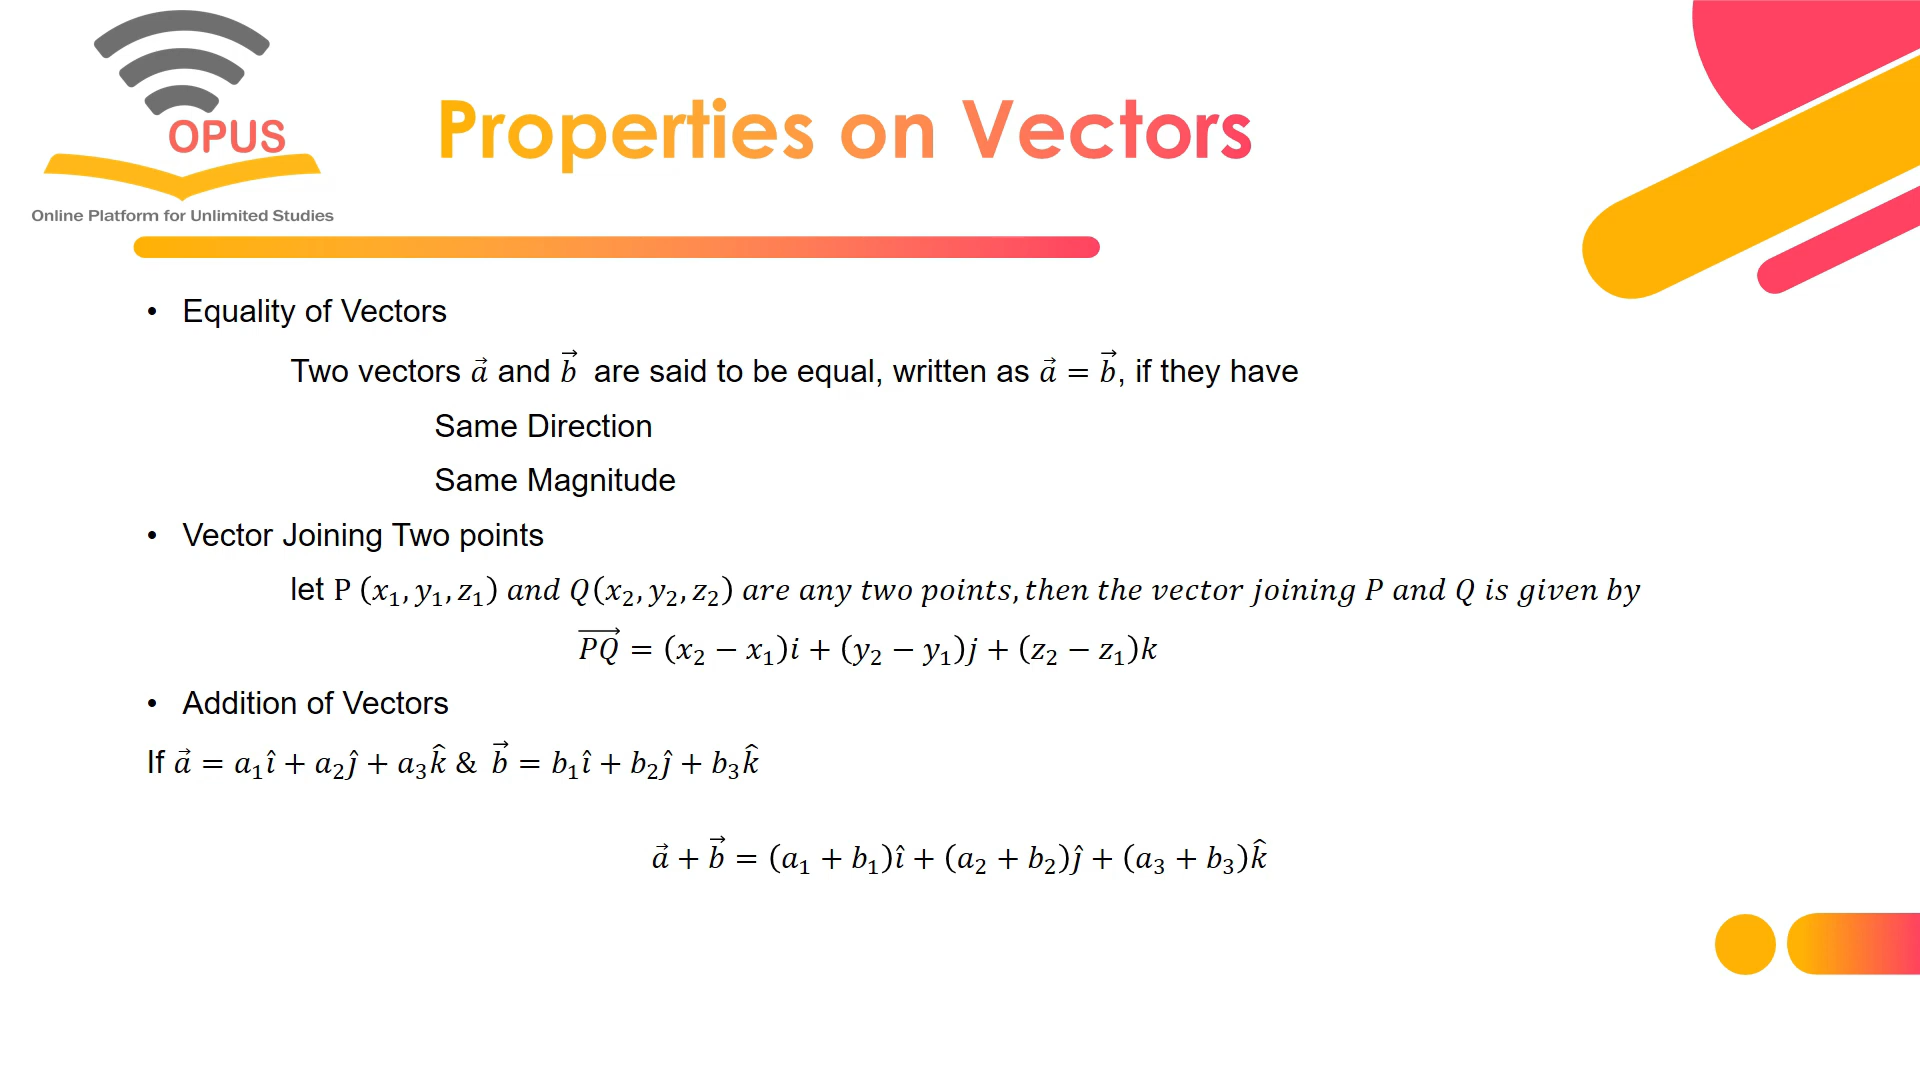 OPUS
Online Platform for Unlimited Studies
Properties on Vectors
• Equality of Vectors
Two vectors a⃗ and b⃗ are said to be equal, written as a⃗ = b⃗, if they have
Same Direction
Same Magnitude
• Vector Joining Two points
let P (x₁, y₁, z₁) and Q(x₂, y₂, z₂) are any two points, then the vector joining P and Q is given by
P⃗Q⃗ = (x₂ − x₁)i + (y₂ − y₁)j + (z₂ − z₁)k
• Addition of Vectors
If a⃗ = a₁î + a₂ĵ + a₃k̂ & b⃗ = b₁î + b₂ĵ + b₃k̂
a⃗ + b⃗ = (a₁ + b₁)î + (a₂ + b₂)ĵ + (a₃ + b₃)k̂